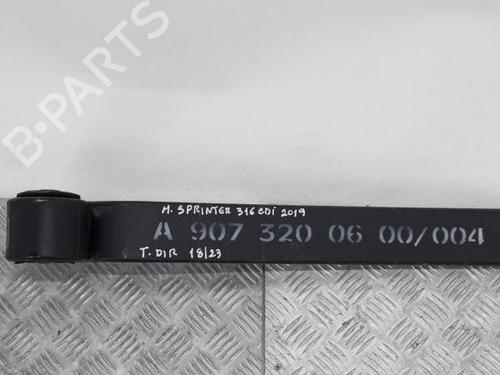 B-PARTS
M. SPRINTER 316 CDI 2019
A 907 320 06 00/004
T. DIR 18/23